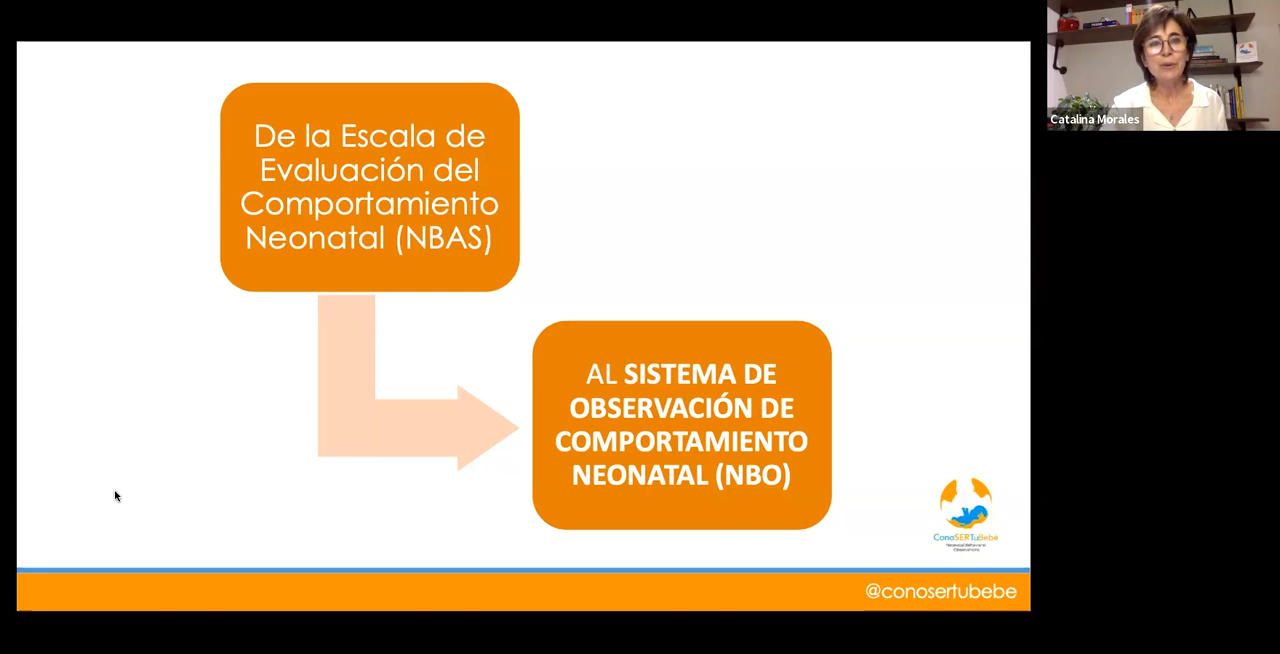 De la Escala de
Evaluación del
Comportamiento
Neonatal (NBAS)
AL SISTEMA DE
OBSERVACIÓN DE
COMPORTAMIENTO
NEONATAL (NBO)
ConoSERTuBebé
@conosertubebe
Catalina Morales